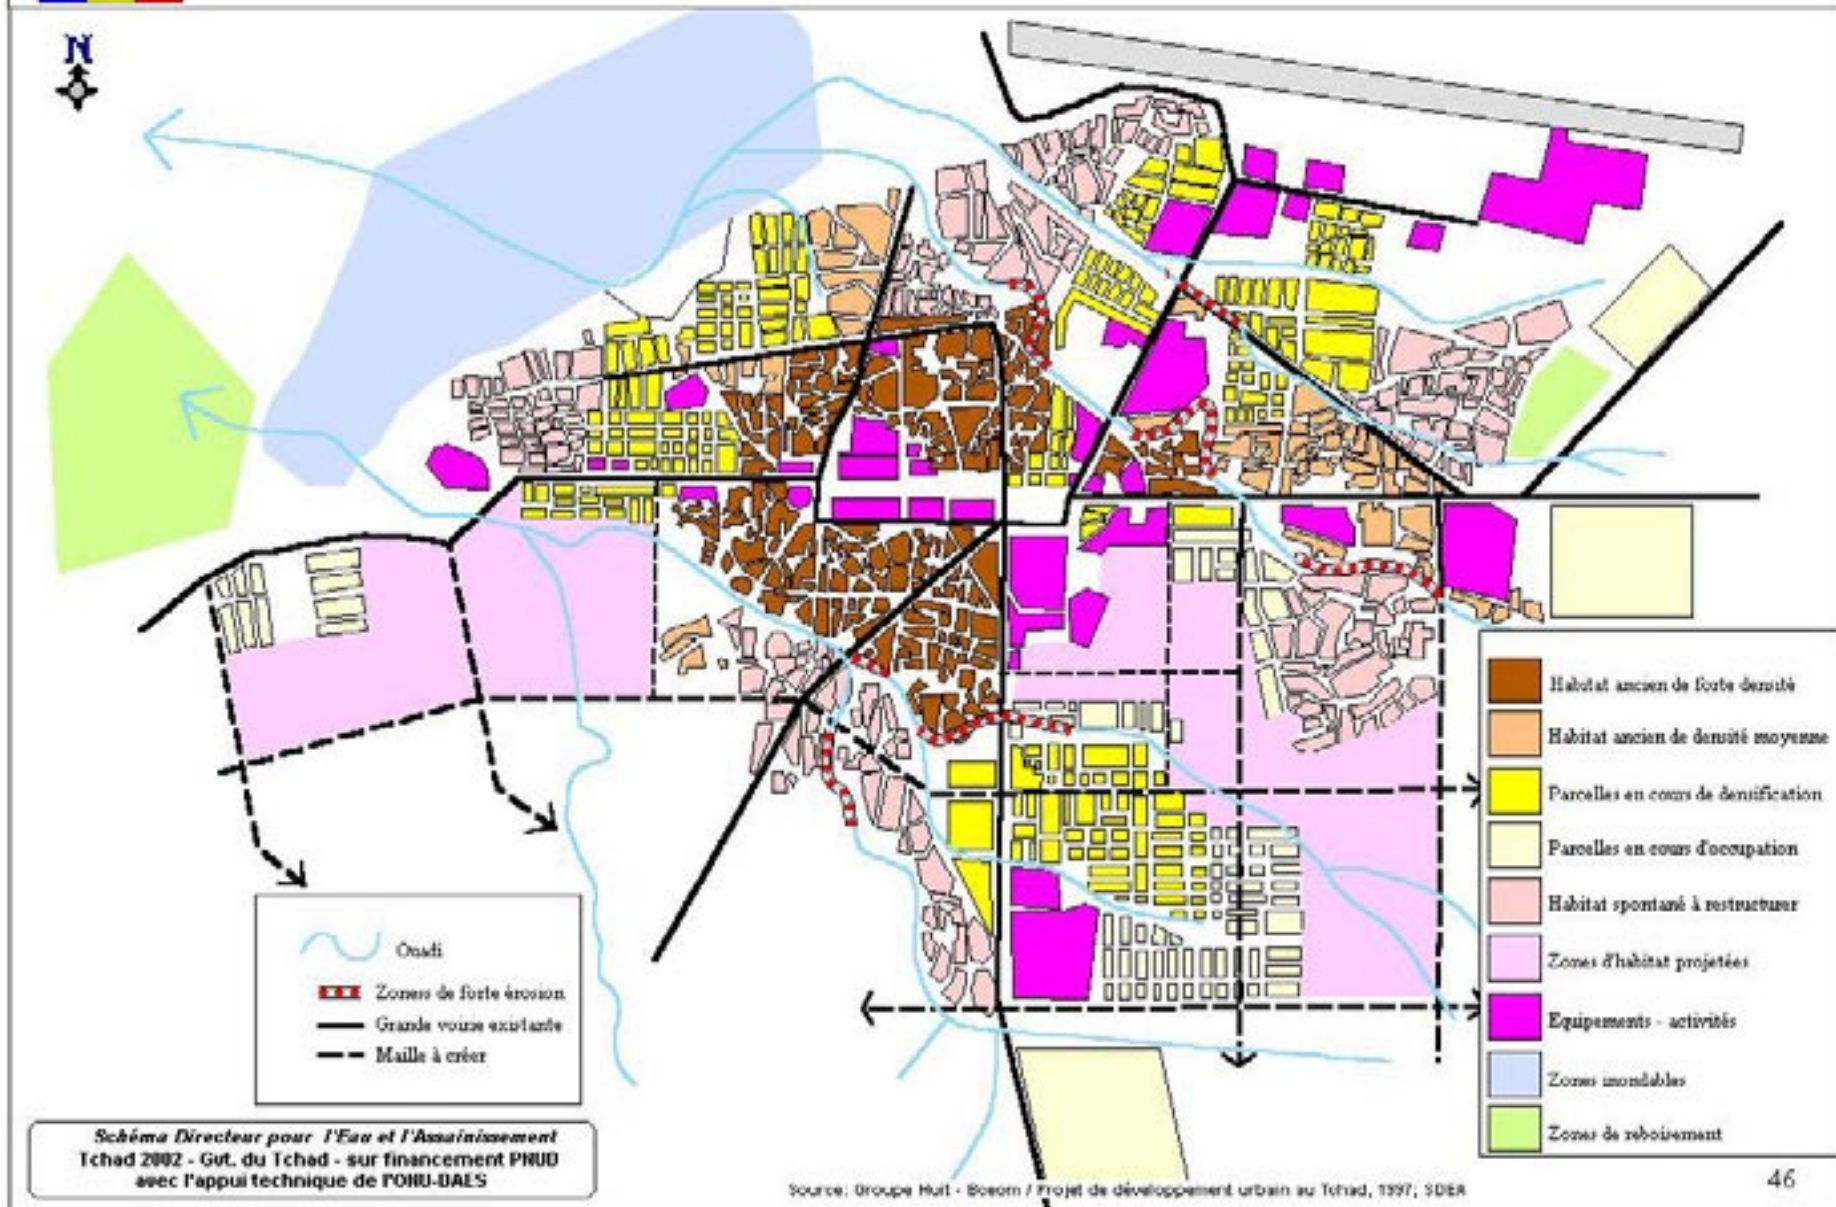 N
Ouadi
Zoness de forte érosion
Grande voirie existante
Maille à créer
Habitat ancien de forte densité
Habitat ancien de densité moyenne
Parcelles en cours de densification
Parcelles en cours d'occupation
Habitat spontané à restructurer
Zones d'habitat projetées
Equipements - activités
Zones inondables
Zones de reboisement
Schéma Directeur pour l'Eau et l'Assainissement
Tchad 2002 - Gvt. du Tchad - sur financement PNUD
avec l'appui technique de l'ONU-DAES
Source: Groupe Huit - Bceom / Projet de développement urbain au Tchad, 1997; SDEA
46